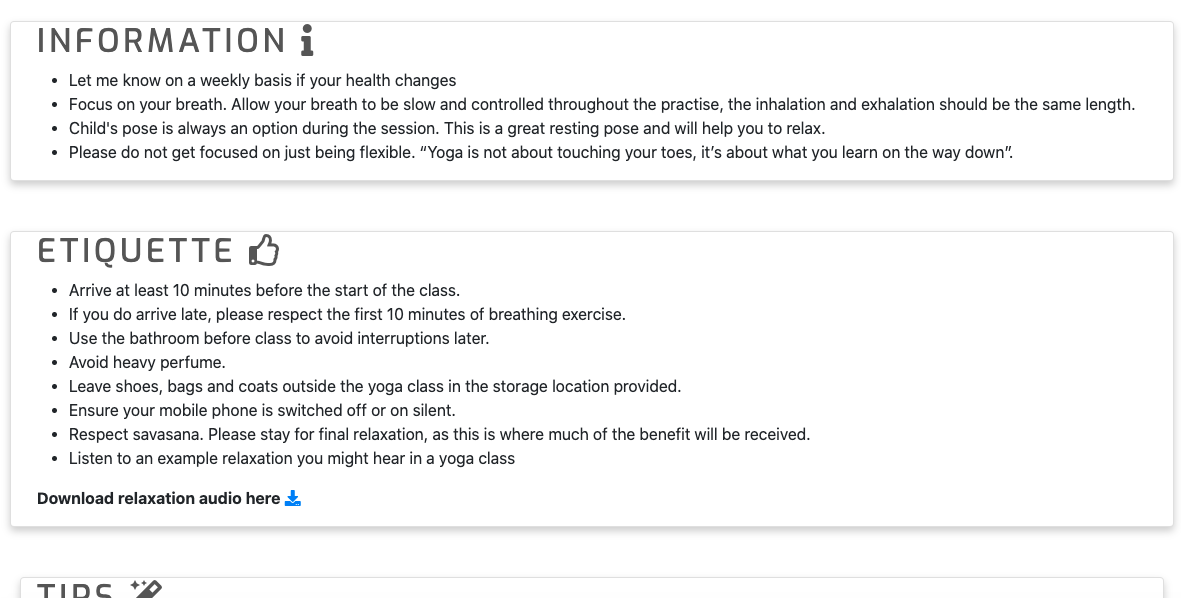 INFORMATION
Let me know on a weekly basis if your health changes
Focus on your breath. Allow your breath to be slow and controlled throughout the practise, the inhalation and exhalation should be the same length.
Child's pose is always an option during the session. This is a great resting pose and will help you to relax.
Please do not get focused on just being flexible. “Yoga is not about touching your toes, it’s about what you learn on the way down”.
ETIQUETTE
Arrive at least 10 minutes before the start of the class.
If you do arrive late, please respect the first 10 minutes of breathing exercise.
Use the bathroom before class to avoid interruptions later.
Avoid heavy perfume.
Leave shoes, bags and coats outside the yoga class in the storage location provided.
Ensure your mobile phone is switched off or on silent.
Respect savasana. Please stay for final relaxation, as this is where much of the benefit will be received.
Listen to an example relaxation you might hear in a yoga class
Download relaxation audio here
TIPS